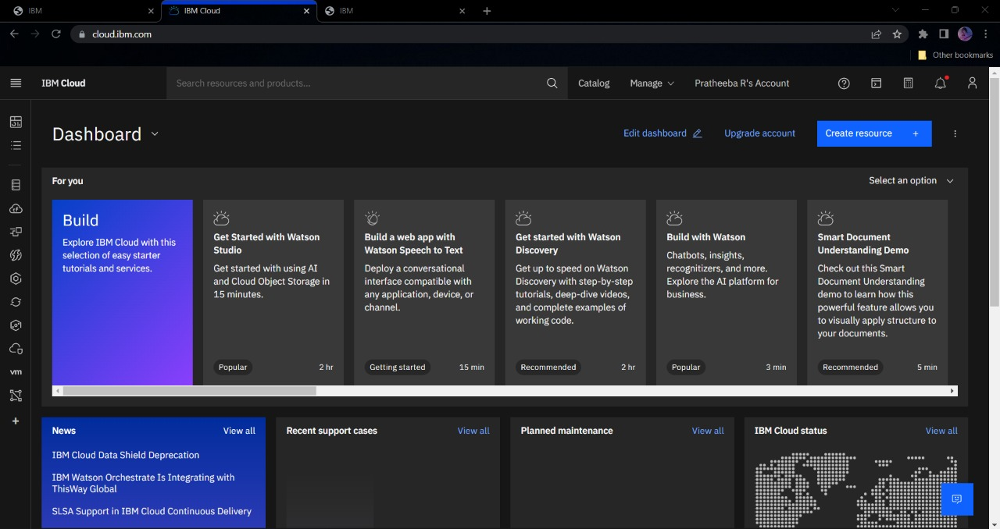 IBM
IBM Cloud
IBM
cloud.ibm.com
Other bookmarks
IBM Cloud
Search resources and products...
Catalog
Manage
Pratheeba R's Account
Dashboard
Edit dashboard
Upgrade account
Create resource +
For you
Select an option
Build
Explore IBM Cloud with this
selection of easy starter
tutorials and services.
Get Started with Watson
Studio
Get started with using AI
and Cloud Object Storage in
15 minutes.
Popular
2 hr
Build a web app with
Watson Speech to Text
Deploy a conversational
interface compatible with
any application, device, or
channel.
Getting started
15 min
Get started with Watson
Discovery
Get up to speed on Watson
Discovery with step-by-step
tutorials, deep-dive videos,
and complete examples of
working code.
Recommended
2 hr
Build with Watson
Chatbots, insights,
recognitizers, and more.
Explore the AI platform for
business.
Popular
3 min
Smart Document
Understanding Demo
Check out this Smart
Document Understanding
demo to learn how this
powerful feature allows you
to visually apply structure to
your documents.
Recommended
5 min
vm
News
View all
IBM Cloud Data Shield Deprecation
IBM Watson Orchestrate Is Integrating with
ThisWay Global
SLSA Support in IBM Cloud Continuous Delivery
Recent support cases
View all
Planned maintenance
View all
IBM Cloud status
View all